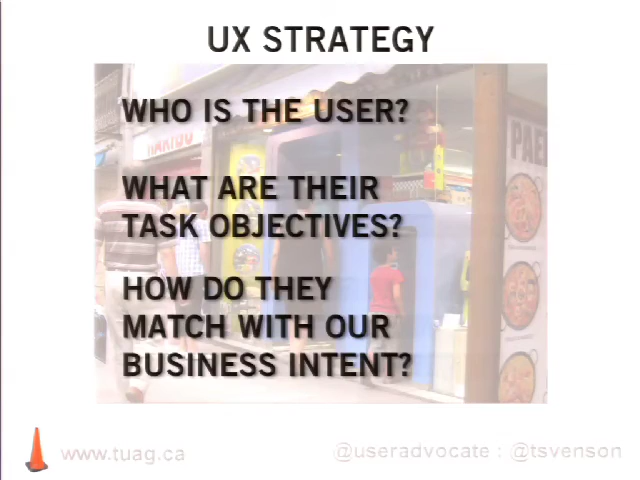 UX STRATEGY
WHO IS THE USER?
WHAT ARE THEIR
TASK OBJECTIVES?
HOW DO THEY
MATCH WITH OUR
BUSINESS INTENT?
www.tuag.ca
@useradvocate : @tsvenson